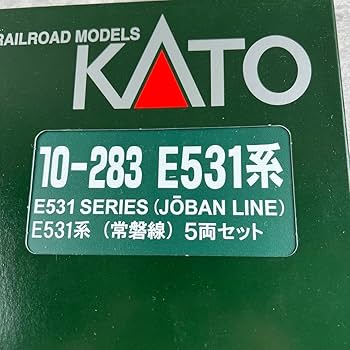 RAILROAD MODELS
KATO
10-283 E531系
E531 SERIES (JŌBAN LINE)
E531系 (常磐線) 5両セット